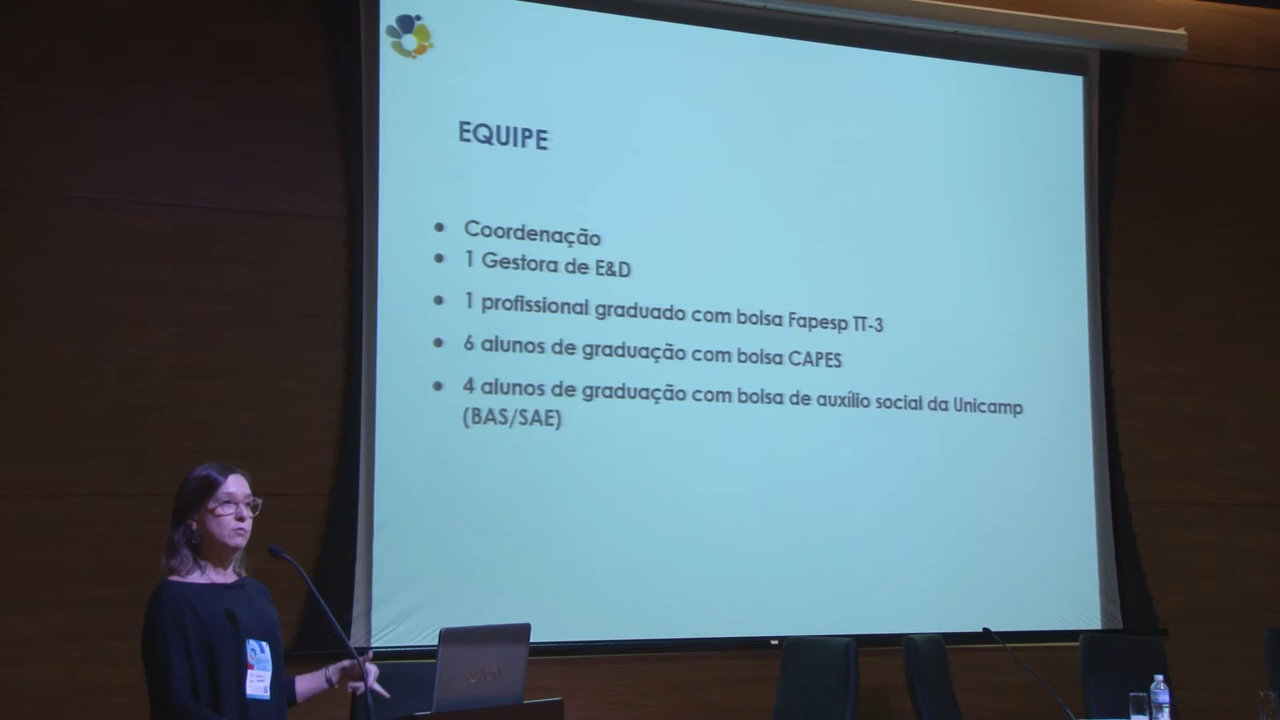 EQUIPE
• Coordenação
• 1 Gestora de E&D
• 1 profissional graduado com bolsa Fapesp TT-3
• 6 alunos de graduação com bolsa CAPES
• 4 alunos de graduação com bolsa de auxílio social da Unicamp
(BAS/SAE)